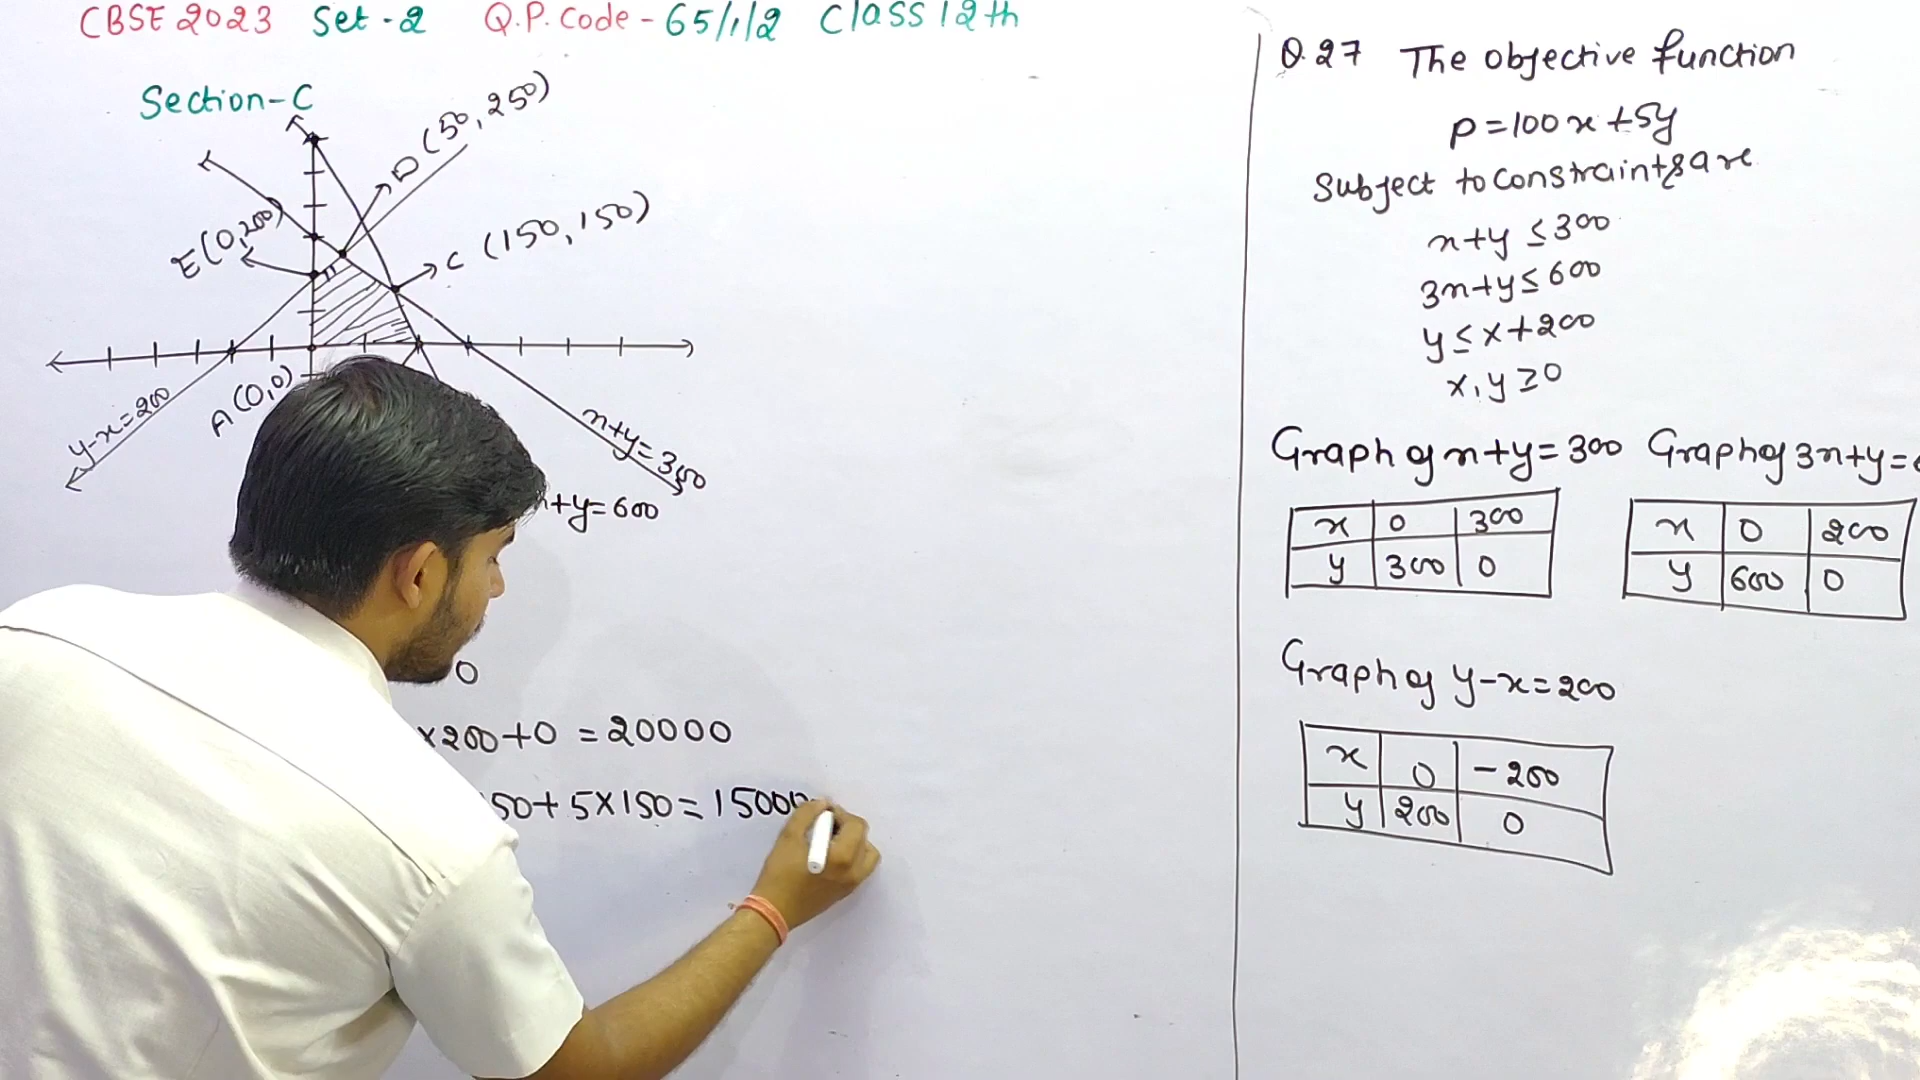 CBSE 2023 Set-2 Q.P. Code-65/1/2 Class 12th
Section-C
D (50, 250)
E(0,200)
C (150, 150)
A(0,0)
y-x=200
x+y=300
x+y=600
0
x200+0 = 20000
50+5x150=15000
Q.27 The objective function
P=100x+5y
Subject to constraints are
x+y ≤ 300
3x+y ≤ 600
y ≤ x+200
x, y ≥ 0
Graph of x+y=300 Graph of 3x+y=
x 0 300
y 300 0
x 0 200
y 600 0
Graph of y-x=200
x 0 -200
y 200 0